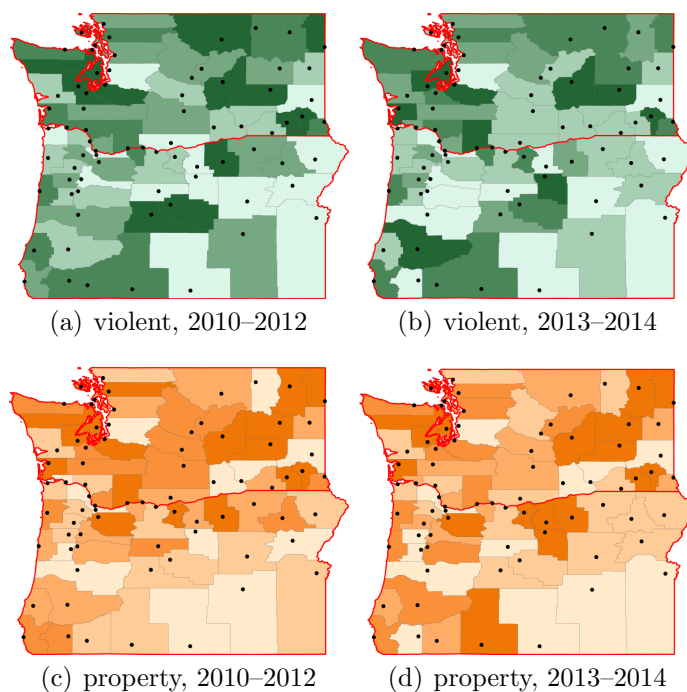 (a) violent, 2010–2012
(b) violent, 2013–2014
(c) property, 2010–2012
(d) property, 2013–2014